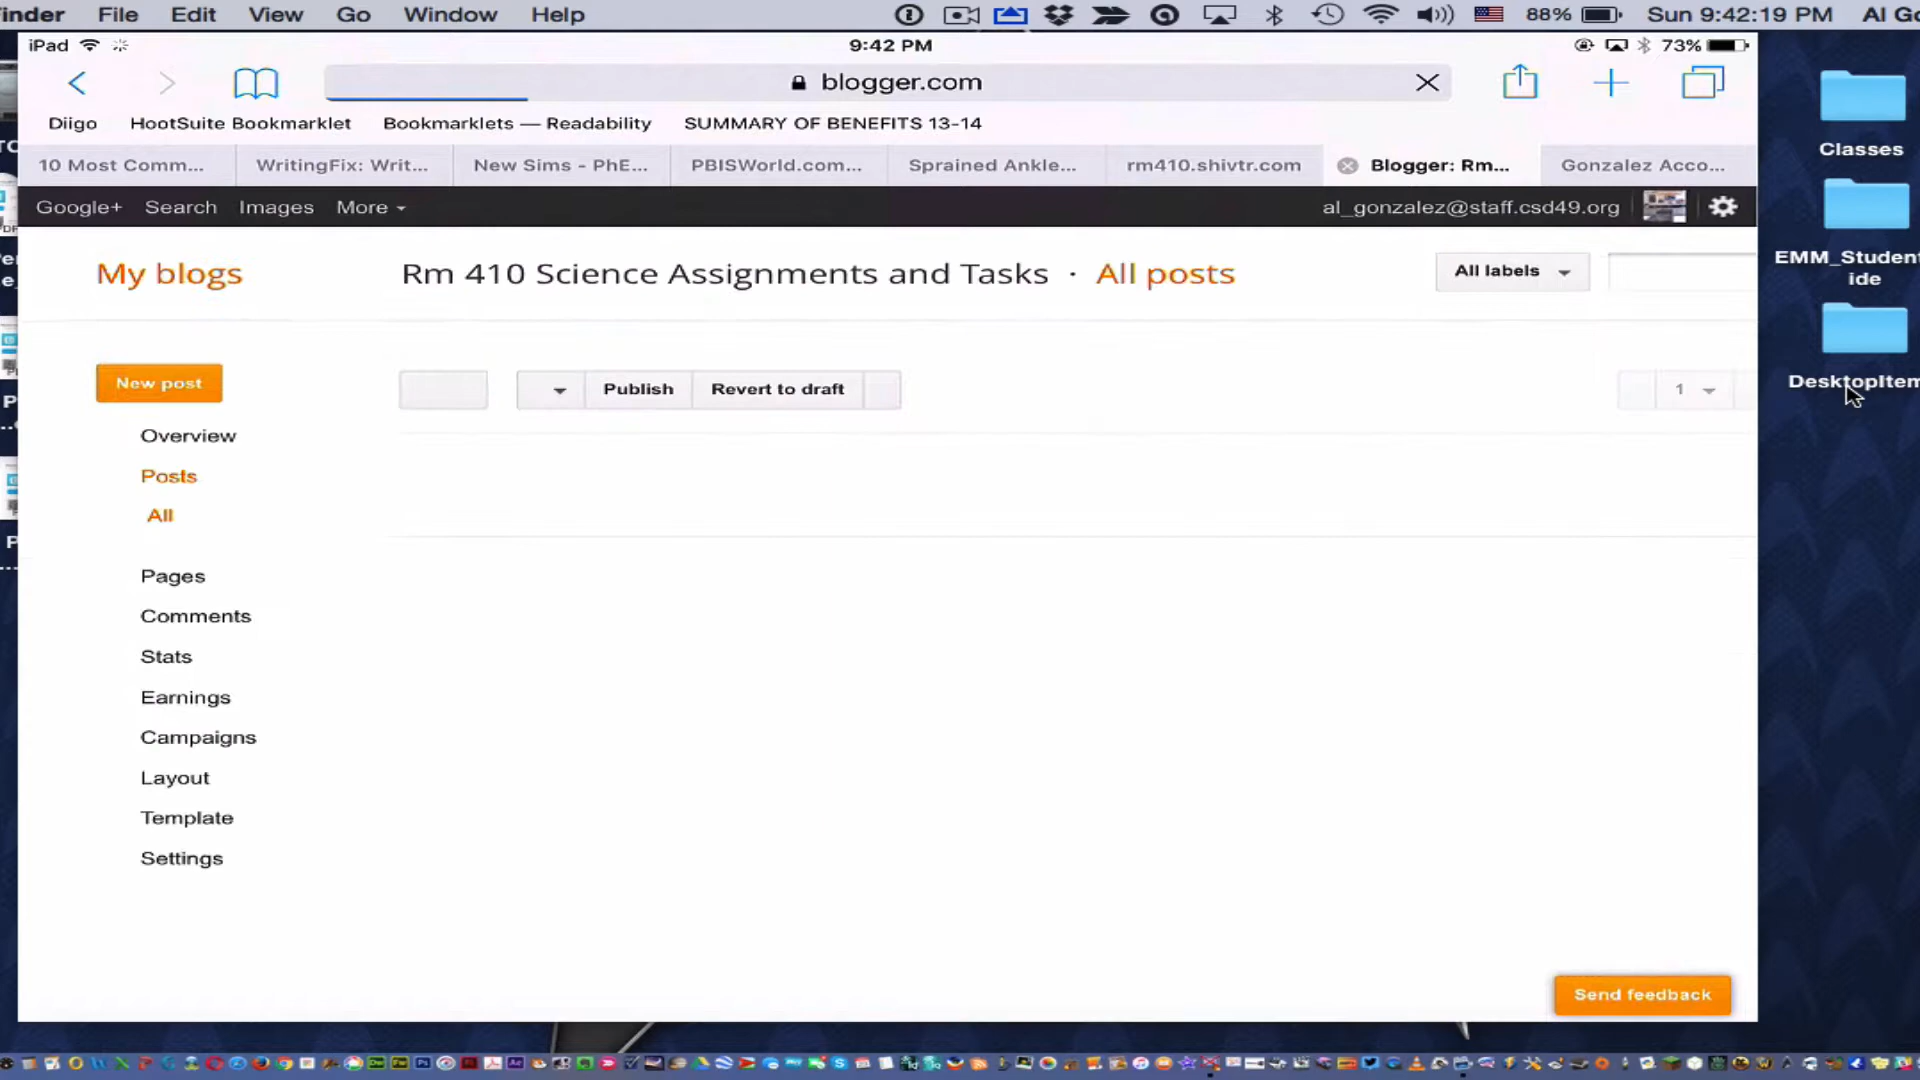 inder File Edit View Go Window Help 88% Sun 9:42:19 PM Al Go
iPad 9:42 PM 73%
blogger.com
Diigo HootSuite Bookmarklet Bookmarklets — Readability SUMMARY OF BENEFITS 13-14
10 Most Comm... WritingFix: Writ... New Sims - PhE... PBISWorld.com... Sprained Ankle... rm410.shivtr.com Blogger: Rm... Gonzalez Acco...
Google+ Search Images More al_gonzalez@staff.csd49.org
My blogs Rm 410 Science Assignments and Tasks · All posts All labels
New post Publish Revert to draft 1
Overview
Posts
All
Pages
Comments
Stats
Earnings
Campaigns
Layout
Template
Settings
Send feedback
Classes
EMM_Student
ide
DesktopItem